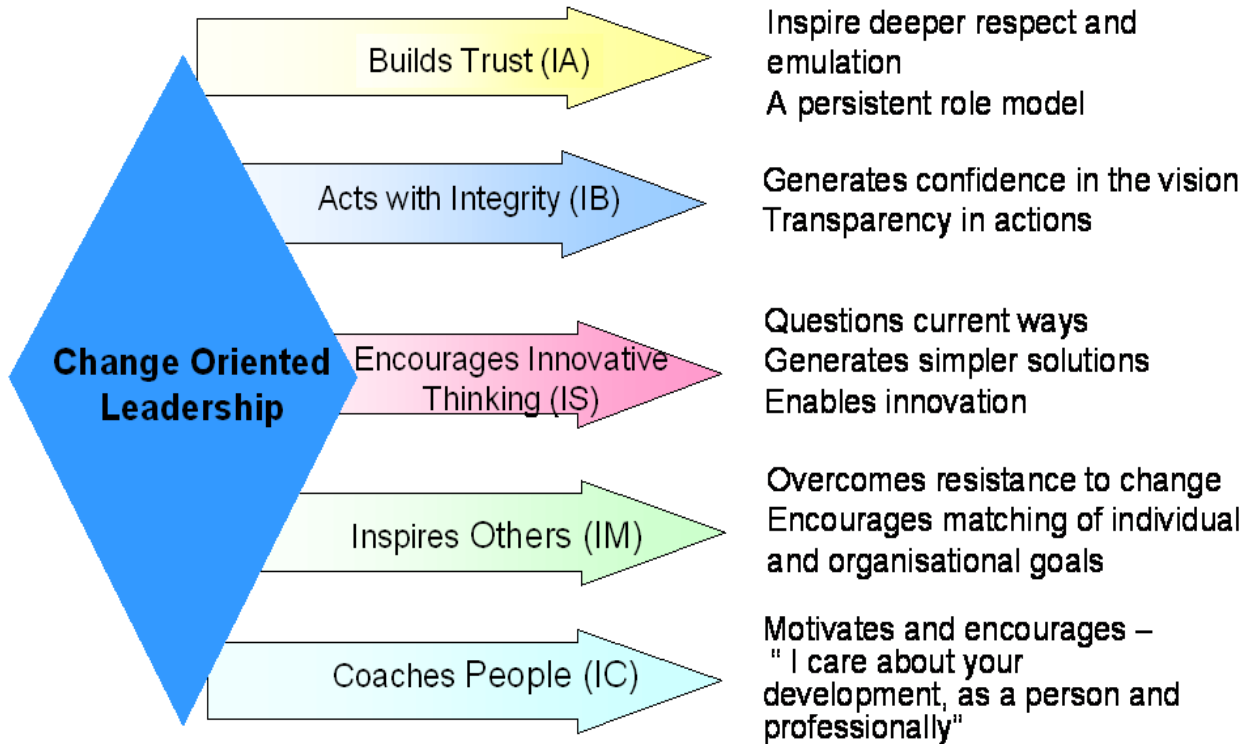 Change Oriented
Leadership
Builds Trust (IA)
Inspire deeper respect and
emulation
A persistent role model
Acts with Integrity (IB)
Generates confidence in the vision
Transparency in actions
Encourages Innovative
Thinking (IS)
Questions current ways
Generates simpler solutions
Enables innovation
Inspires Others (IM)
Overcomes resistance to change
Encourages matching of individual
and organisational goals
Coaches People (IC)
Motivates and encourages –
" I care about your
development, as a person and
professionally"